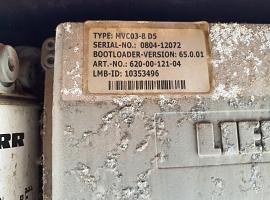 TYPE: MVC03-8 D5
SERIAL-NO.: 0804-12072
BOOTLOADER-VERSION: 65.0.01
ART.-NO.: 620-00-121-04
LMB-ID: 10353496